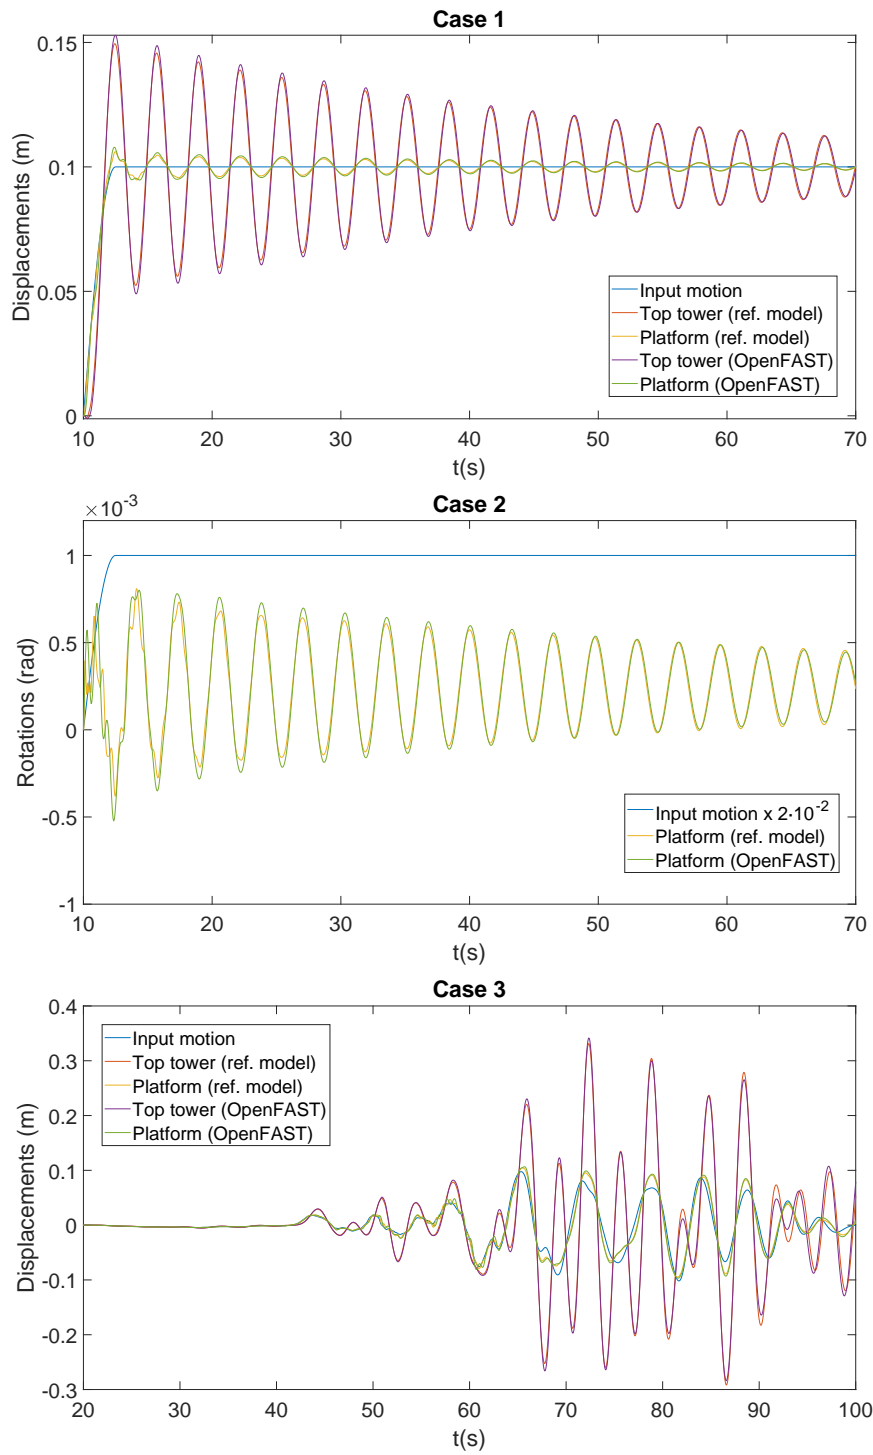 Case 1
0.15
0.1
0.05
0
Displacements (m)
Input motion
Top tower (ref. model)
Platform (ref. model)
Top tower (OpenFAST)
Platform (OpenFAST)
10 20 30 40 50 60 70
t(s)
Case 2
×10⁻³
1
0.5
0
-0.5
-1
Rotations (rad)
Input motion x 2·10⁻²
Platform (ref. model)
Platform (OpenFAST)
10 20 30 40 50 60 70
t(s)
Case 3
0.4
0.3
0.2
0.1
0
-0.1
-0.2
-0.3
Displacements (m)
Input motion
Top tower (ref. model)
Platform (ref. model)
Top tower (OpenFAST)
Platform (OpenFAST)
20 30 40 50 60 70 80 90 100
t(s)